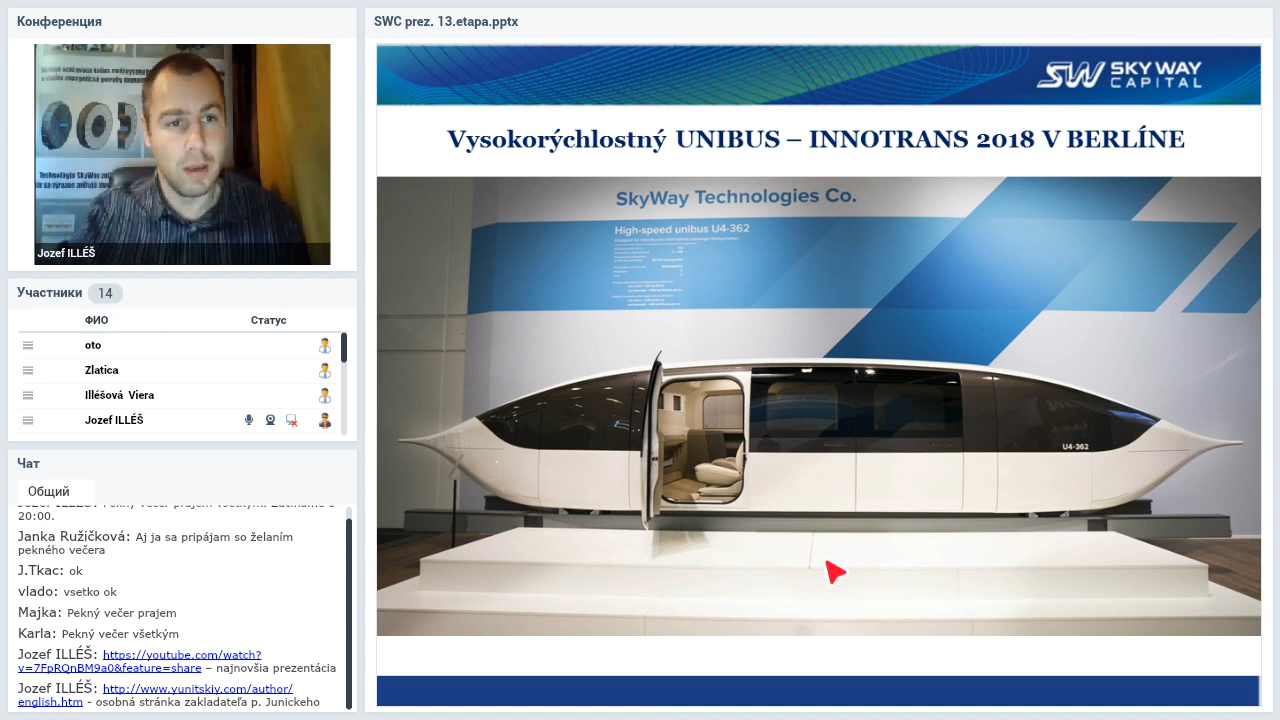 Конференция
Технológia SkyWay
Jozef ILLÉŠ
Участники 14
ФИО Статус
oto
Zlatica
Illéšová Viera
Jozef ILLÉŠ
Чат
Общий
20:00.
Janka Ružičková: Aj ja sa pripájam so želaním
pekného večera
J.Tkac: ok
vlado: vsetko ok
Majka: Pekný večer prajem
Karla: Pekný večer všetkým
Jozef ILLÉŠ: https://youtube.com/watch?
v=7FpRQnBM9a0&feature=share – najnovšia prezentácia
Jozef ILLÉŠ: http://www.yunitskiy.com/author/
english.htm - osobná stránka zakladateľa p. Junickeho
SWC prez. 13.etapa.pptx
SW SKY WAY
CAPITAL
Vysokorýchlostný UNIBUS – INNOTRANS 2018 V BERLÍNE
SkyWay Technologies Co.
High-speed unibus U4-362
U4-362